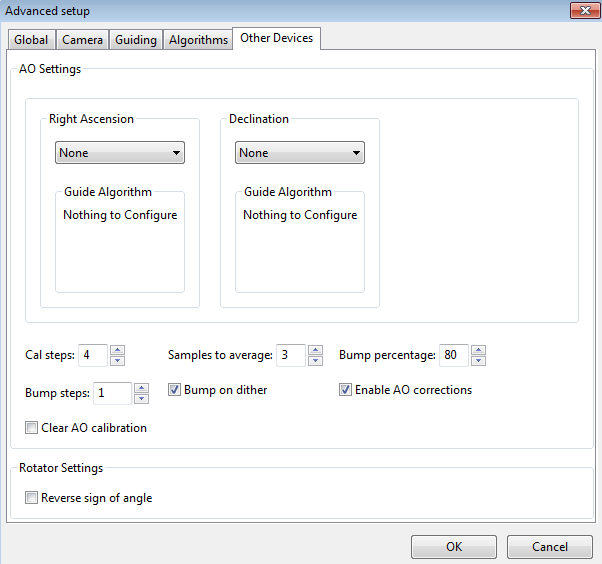 Advanced setup
Global Camera Guiding Algorithms Other Devices
AO Settings
Right Ascension Declination
None None
Guide Algorithm Guide Algorithm
Nothing to Configure Nothing to Configure
Cal steps: 4 Samples to average: 3 Bump percentage: 80
Bump steps: 1 Bump on dither Enable AO corrections
Clear AO calibration
Rotator Settings
Reverse sign of angle
OK Cancel